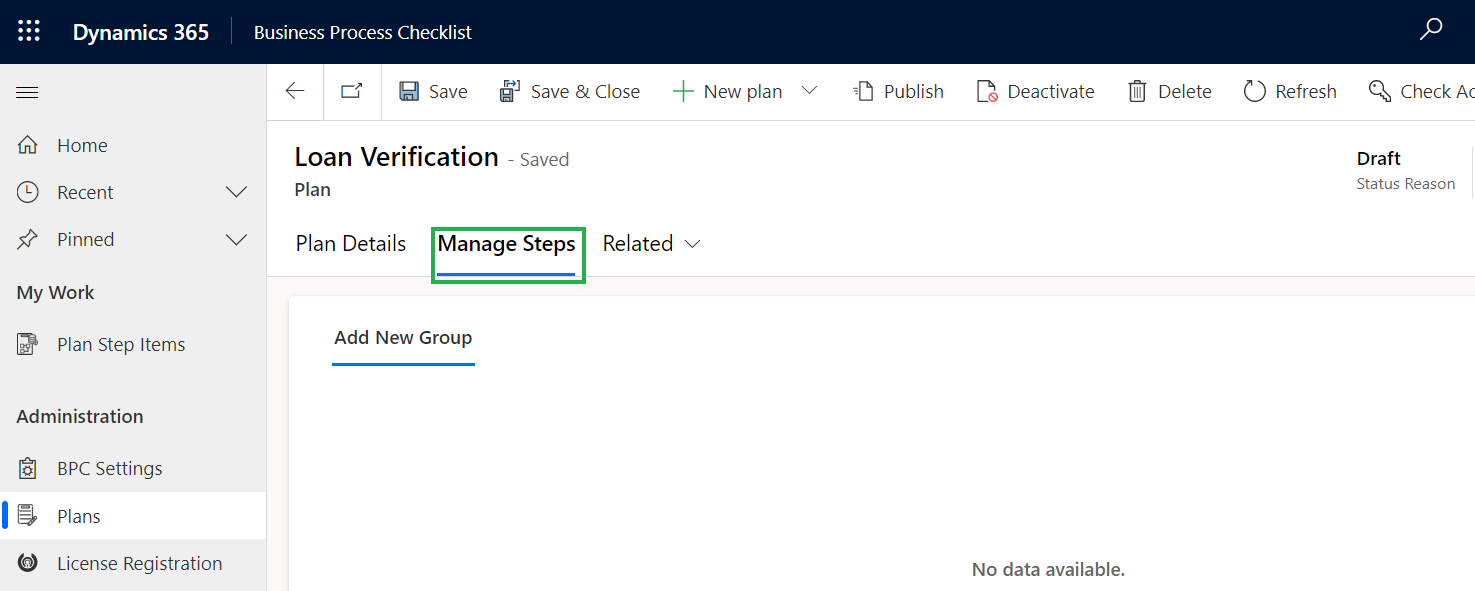 Dynamics 365 Business Process Checklist
Save Save & Close New plan Publish Deactivate Delete Refresh Check Ac
Home
Recent
Pinned
My Work
Plan Step Items
Administration
BPC Settings
Plans
License Registration
Loan Verification - Saved
Plan
Draft
Status Reason
Plan Details Manage Steps Related
Add New Group
No data available.